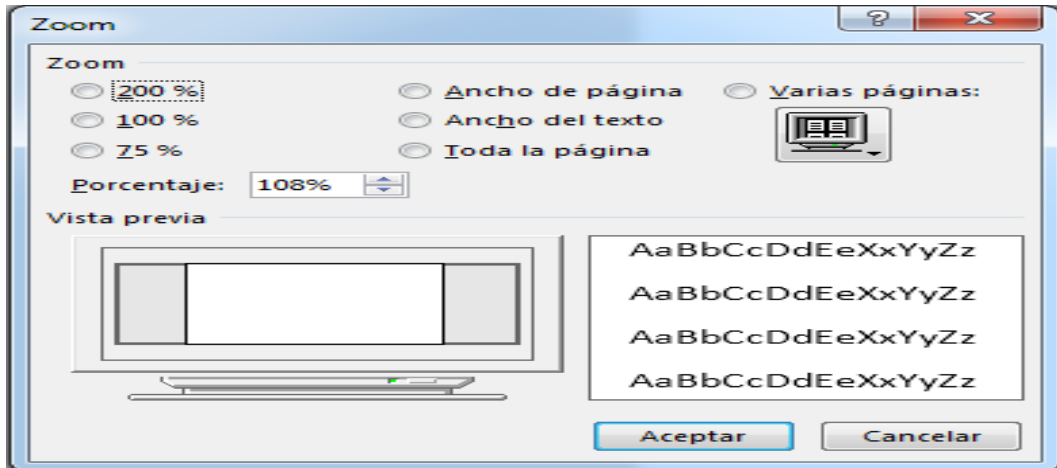 Zoom
Zoom
200 % Ancho de página Varias páginas:
100 % Ancho del texto
75 % Toda la página
Porcentaje: 108%
Vista previa
AaBbCcDdEeXxYyZz
AaBbCcDdEeXxYyZz
AaBbCcDdEeXxYyZz
AaBbCcDdEeXxYyZz
Aceptar Cancelar